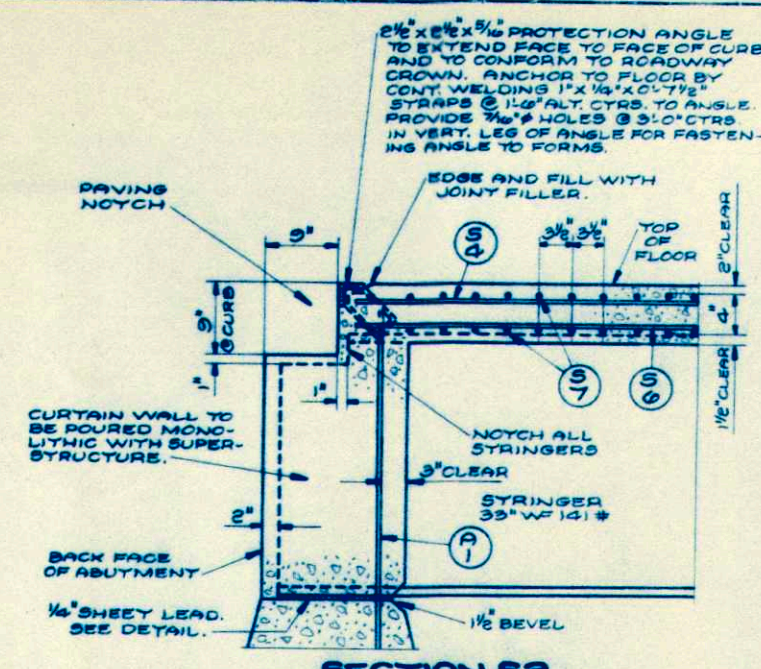 2½" x 2½" x 5/16" PROTECTION ANGLE
TO EXTEND FACE TO FACE OF CURB
AND TO CONFORM TO ROADWAY
CROWN. ANCHOR TO FLOOR BY
CONT. WELDING 1" x ¼" x 0'-7½"
STRAPS @ 1'-6" ALT. CTRS. TO ANGLE.
PROVIDE 7/16" ϕ HOLES @ 3'-0" CTRS.
IN VERT. LEG OF ANGLE FOR FASTEN-
ING ANGLE TO FORMS.
PAVING
NOTCH
EDGE AND FILL WITH
JOINT FILLER.
9"
S
4
3½" 3½"
TOP
OF
FLOOR
2" CLEAR
9"
@ CURB
4"
1"
1"
S
7
S
6
1½" CLEAR
CURTAIN WALL TO
BE POURED MONO-
LITHIC WITH SUPER-
STRUCTURE.
NOTCH ALL
STRINGERS
3" CLEAR
STRINGER
33" WF 141 #
2"
A
1
BACK FACE
OF ABUTMENT
¼" SHEET LEAD.
SEE DETAIL.
1½" BEVEL